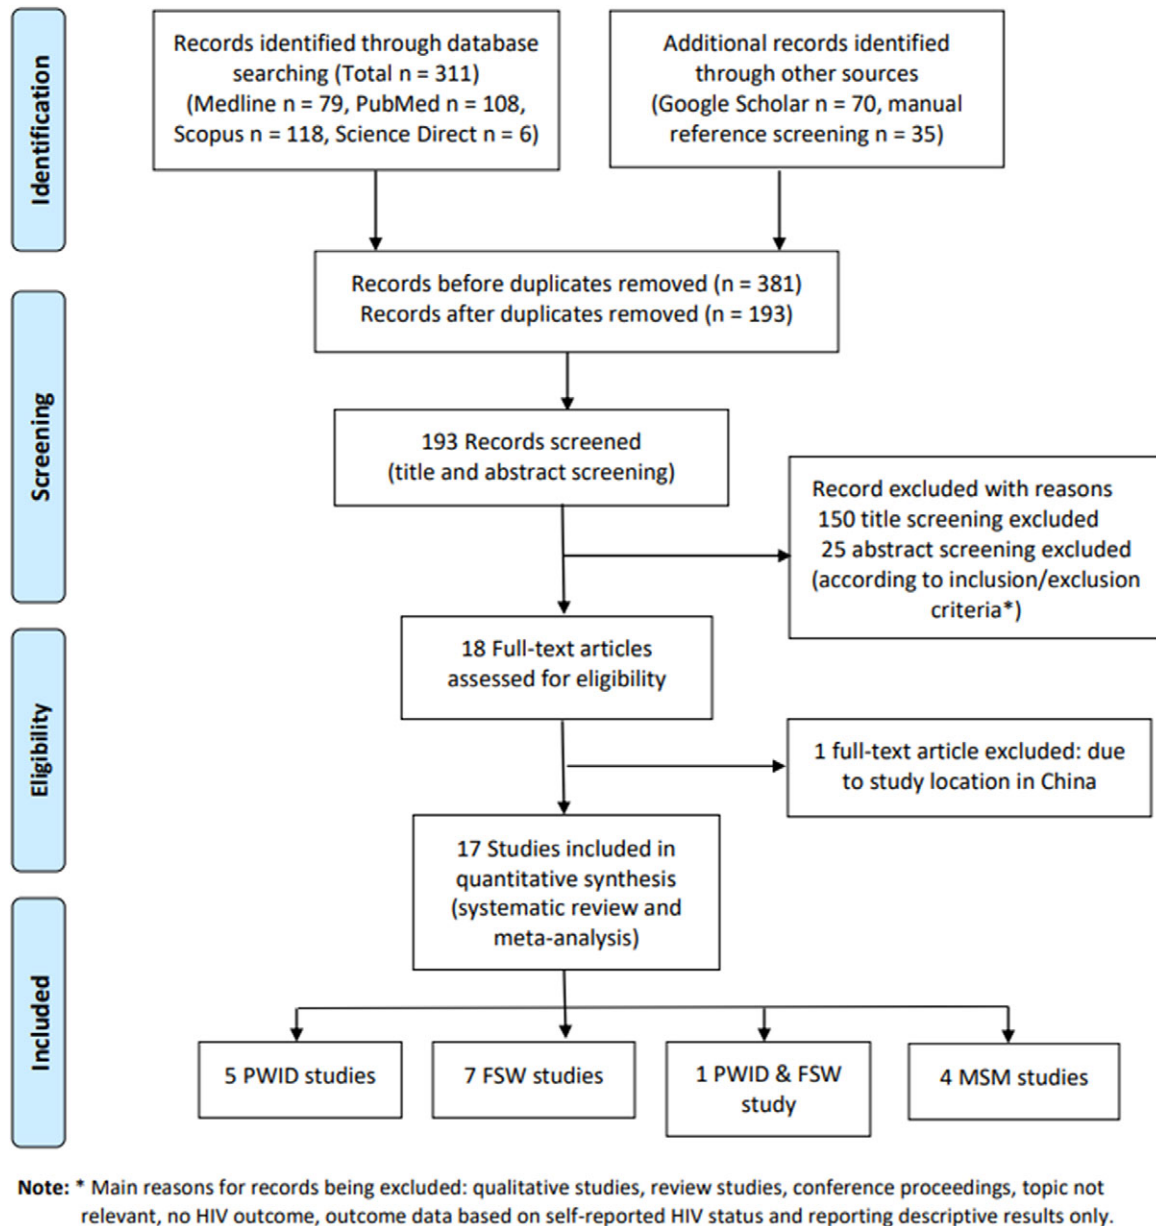 Identification
Records identified through database
searching (Total n = 311)
(Medline n = 79, PubMed n = 108,
Scopus n = 118, Science Direct n = 6)
Additional records identified
through other sources
(Google Scholar n = 70, manual
reference screening n = 35)
Records before duplicates removed (n = 381)
Records after duplicates removed (n = 193)
Screening
193 Records screened
(title and abstract screening)
Record excluded with reasons
150 title screening excluded
25 abstract screening excluded
(according to inclusion/exclusion
criteria*)
Eligibility
18 Full-text articles
assessed for eligibility
1 full-text article excluded: due
to study location in China
17 Studies included in
quantitative synthesis
(systematic review and
meta-analysis)
Included
5 PWID studies
7 FSW studies
1 PWID & FSW
study
4 MSM studies
Note: * Main reasons for records being excluded: qualitative studies, review studies, conference proceedings, topic not
relevant, no HIV outcome, outcome data based on self-reported HIV status and reporting descriptive results only.